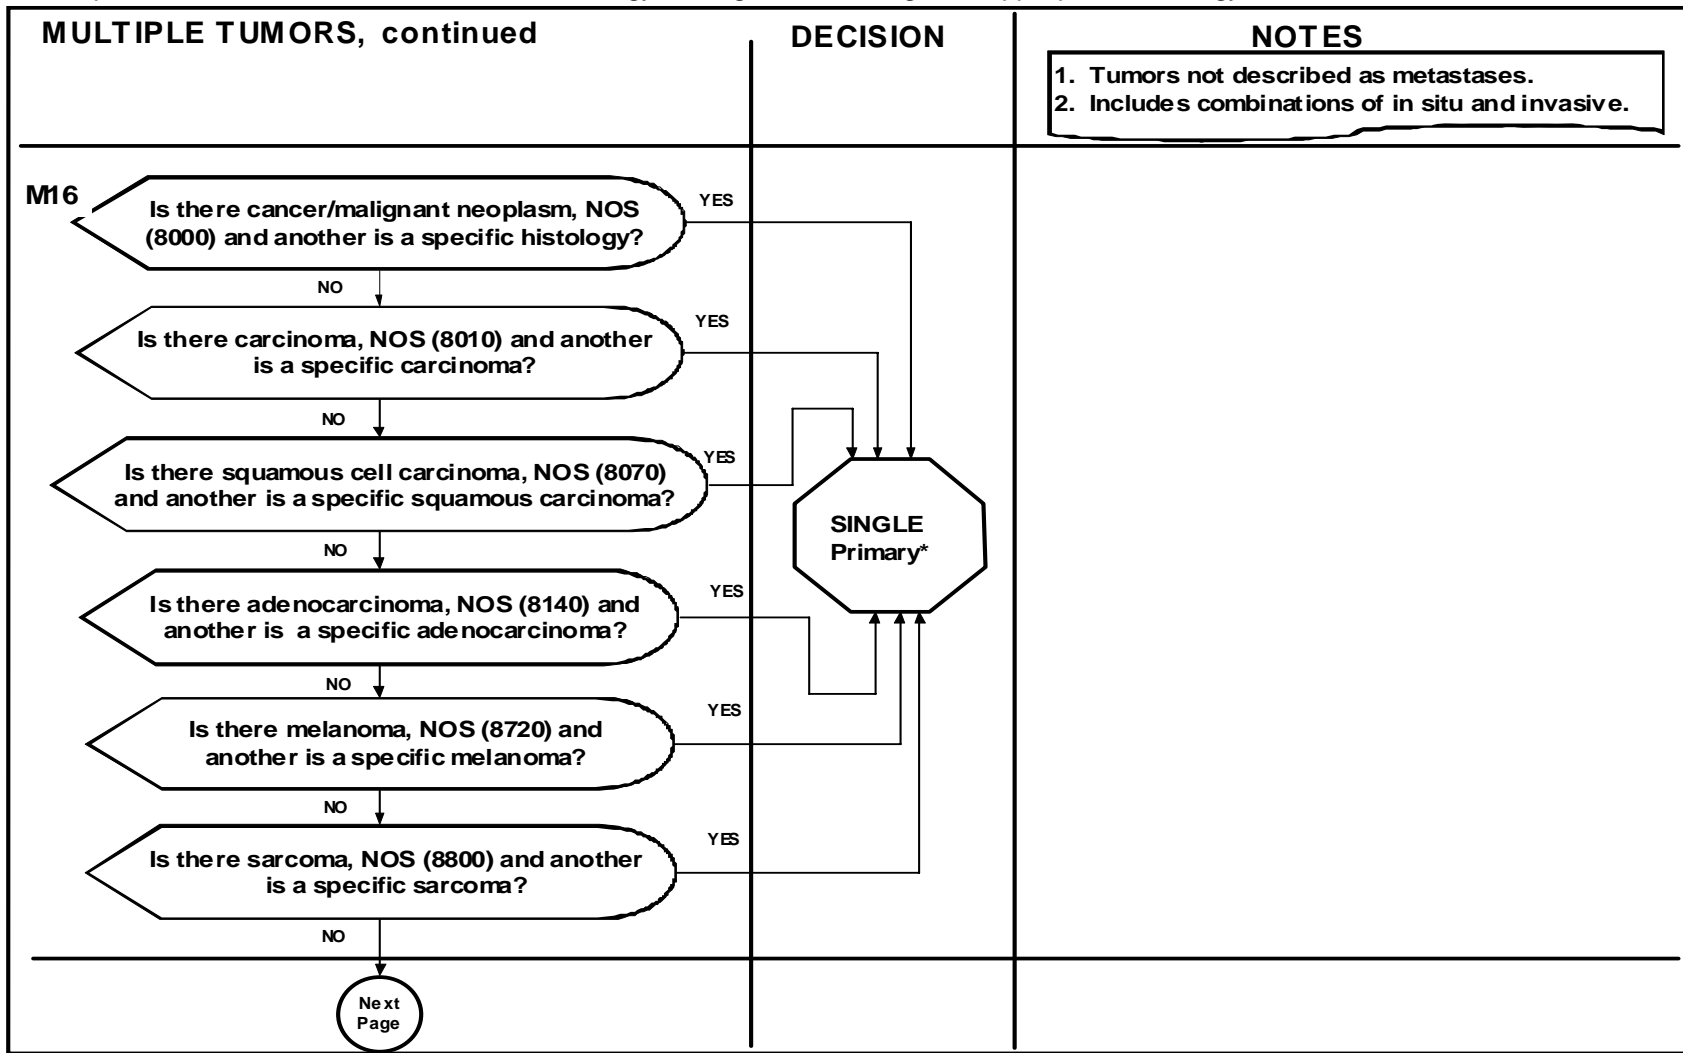 MULTIPLE TUMORS, continued
DECISION
NOTES
1. Tumors not described as metastases.
2. Includes combinations of in situ and invasive.
M16
Is there cancer/malignant neoplasm, NOS
(8000) and another is a specific histology?
YES
NO
Is there carcinoma, NOS (8010) and another
is a specific carcinoma?
YES
NO
Is there squamous cell carcinoma, NOS (8070)
and another is a specific squamous carcinoma?
YES
NO
SINGLE
Primary*
Is there adenocarcinoma, NOS (8140) and
another is a specific adenocarcinoma?
YES
NO
Is there melanoma, NOS (8720) and
another is a specific melanoma?
YES
NO
Is there sarcoma, NOS (8800) and another
is a specific sarcoma?
YES
NO
Next
Page